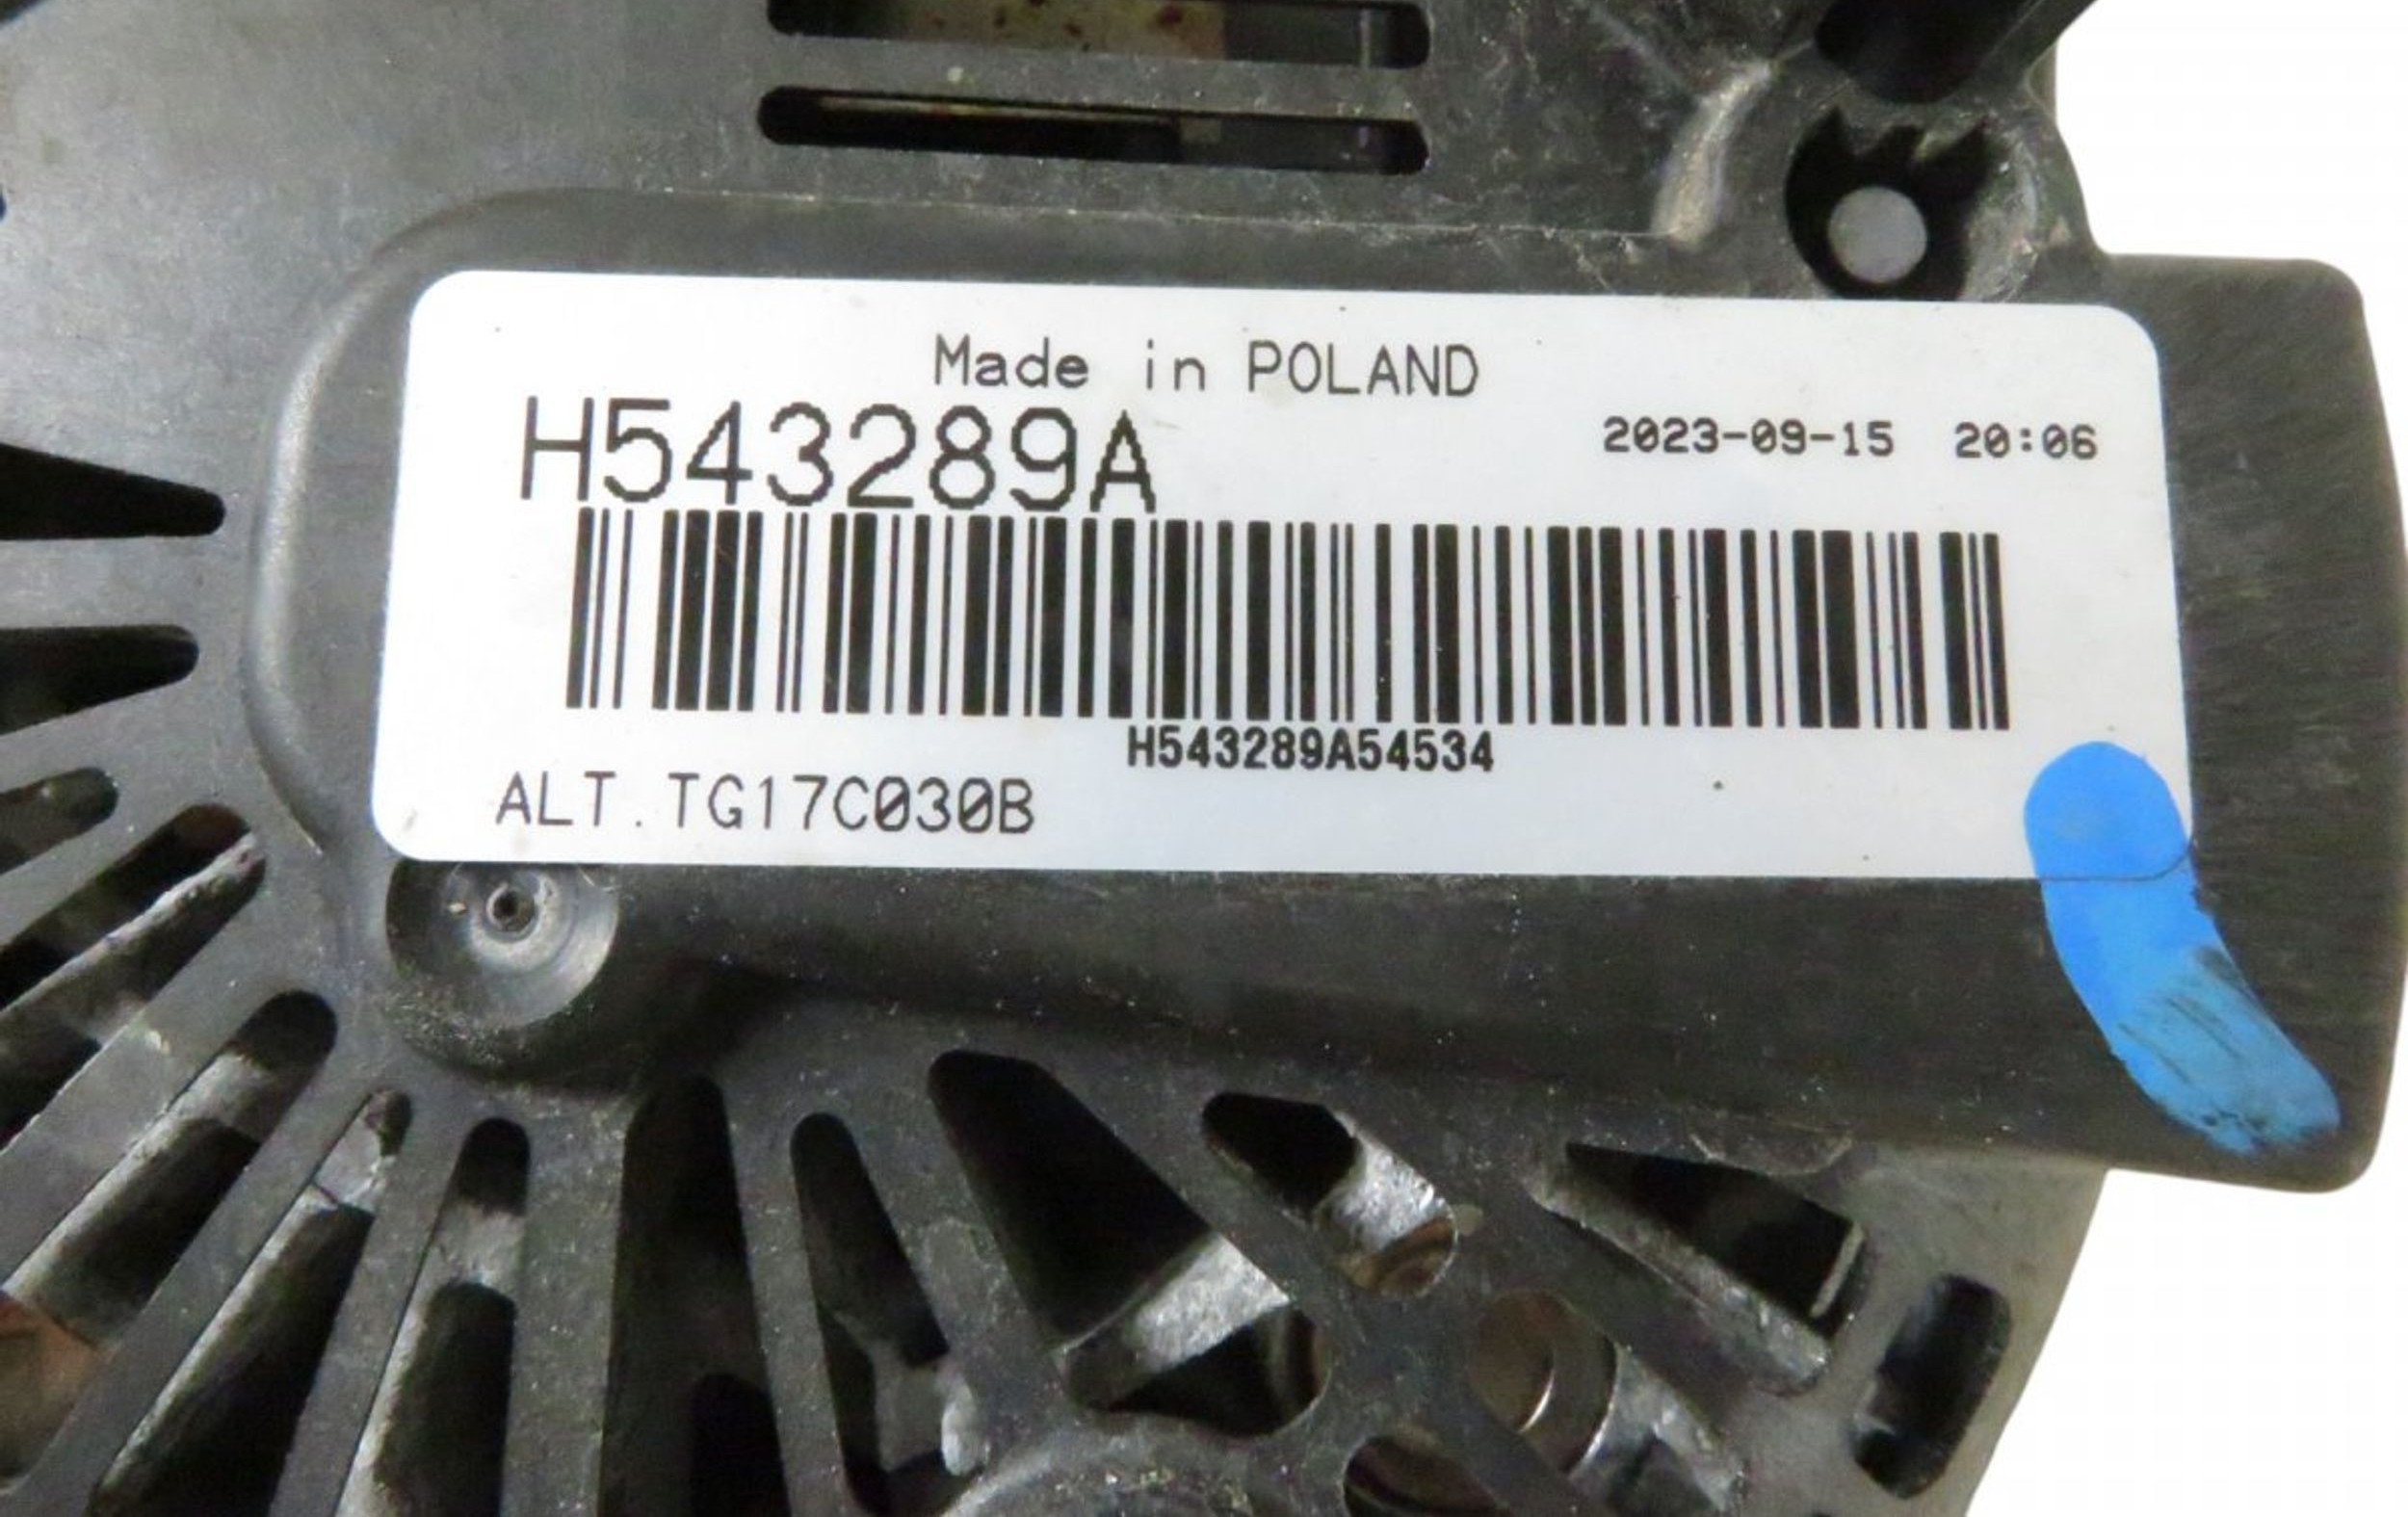 Made in POLAND
H543289A
2023-09-15 20:06
H543289A54534
ALT.TG17C030B